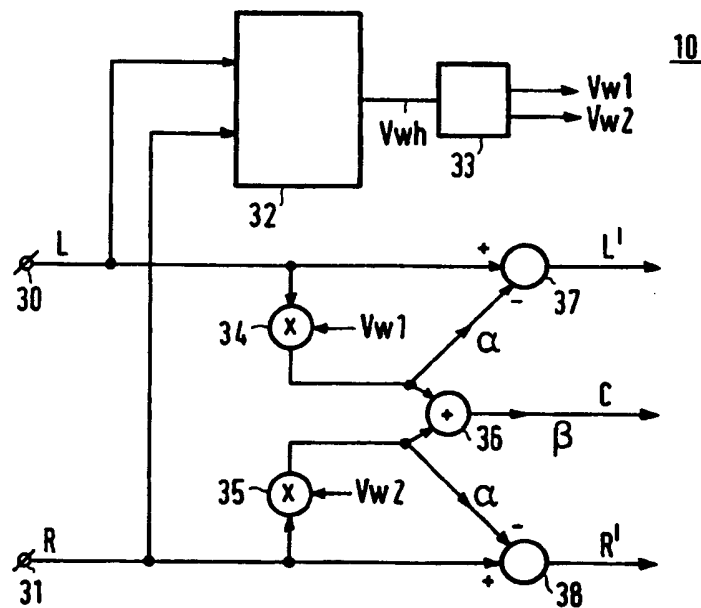 10
33
Vw1
Vw2
Vwh
32
L
30
+
37
L'
-
34
X
Vw1
α
+
36
C
β
35
X
Vw2
α
-
R
31
+
38
R'